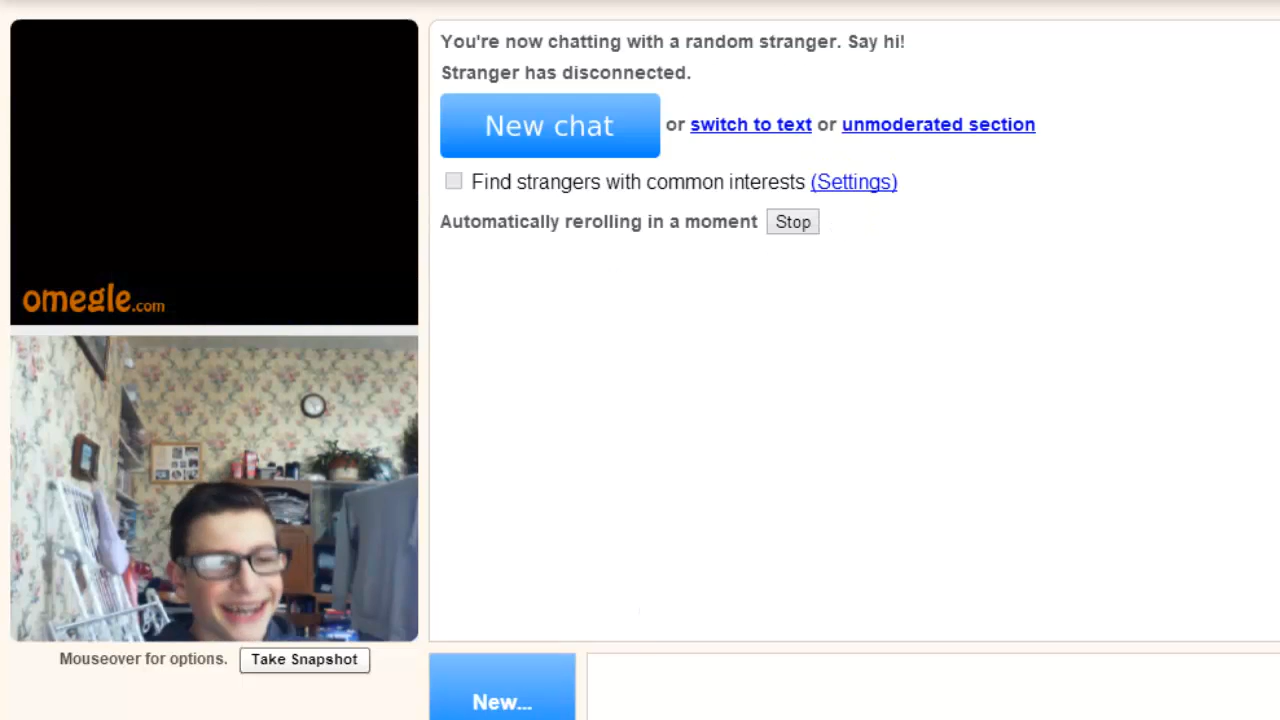 You're now chatting with a random stranger. Say hi!
Stranger has disconnected.
New chat or switch to text or unmoderated section
Find strangers with common interests (Settings)
Automatically rerolling in a moment Stop
omegle.com
Mouseover for options. Take Snapshot
New...